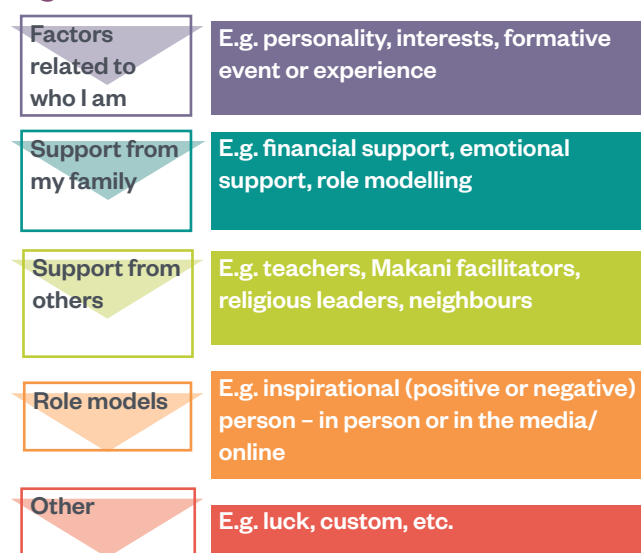 Factors
related to
who I am
E.g. personality, interests, formative
event or experience
Support from
my family
E.g. financial support, emotional
support, role modelling
Support from
others
E.g. teachers, Makani facilitators,
religious leaders, neighbours
Role models
E.g. inspirational (positive or negative)
person – in person or in the media/
online
Other
E.g. luck, custom, etc.